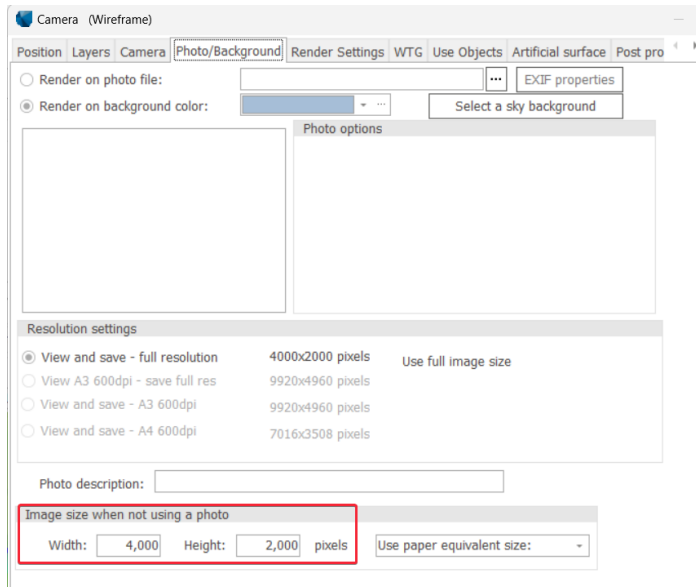 Camera (Wireframe)
Position Layers Camera Photo/Background Render Settings WTG Use Objects Artificial surface Post pro
Render on photo file: ... EXIF properties
Render on background color: ... Select a sky background
Photo options
Resolution settings
View and save - full resolution 4000x2000 pixels Use full image size
View A3 600dpi - save full res 9920x4960 pixels
View and save - A3 600dpi 9920x4960 pixels
View and save - A4 600dpi 7016x3508 pixels
Photo description:
Image size when not using a photo
Width: 4,000 Height: 2,000 pixels Use paper equivalent size: